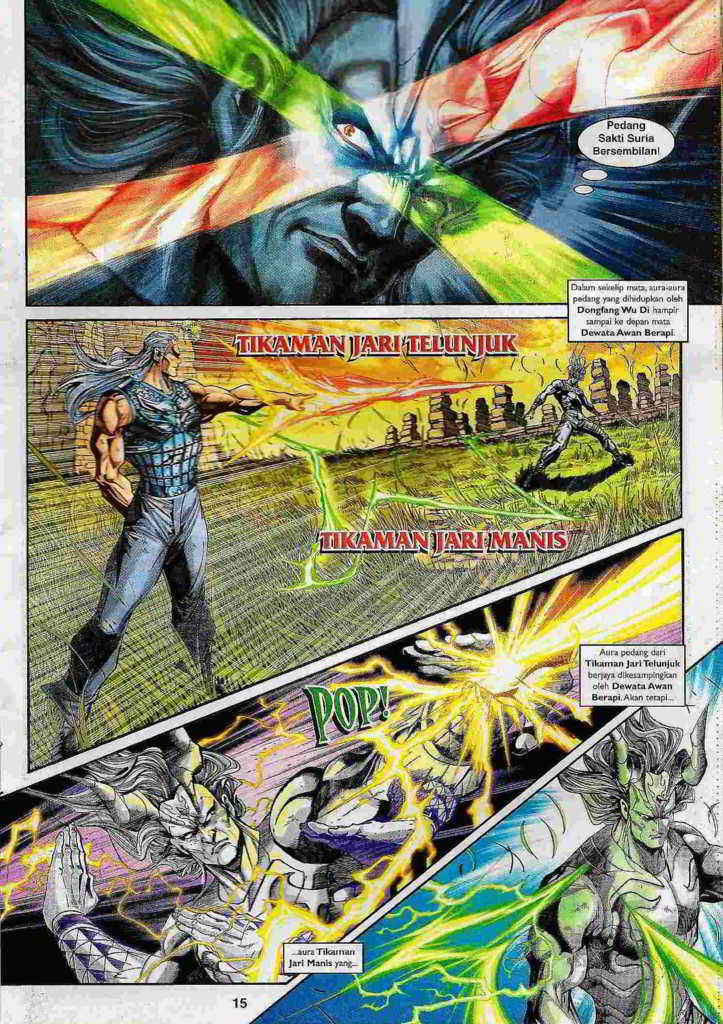 Pedang
Sakti Suria
Bersembilan!
Dalam sekelip mata, aura-aura
pedang yang dihidupkan oleh
Dongfang Wu Di hampir
sampai ke depan mata
Dewata Awan Berapi.
TIKAMAN JARI TELUNJUK
TIKAMAN JARI MANIS
Aura pedang dari
Tikaman Jari Telunjuk
berjaya dikesampingkan
oleh Dewata Awan
Berapi. Akan tetapi...
POP!
...aura Tikaman
Jari Manis yang...
15